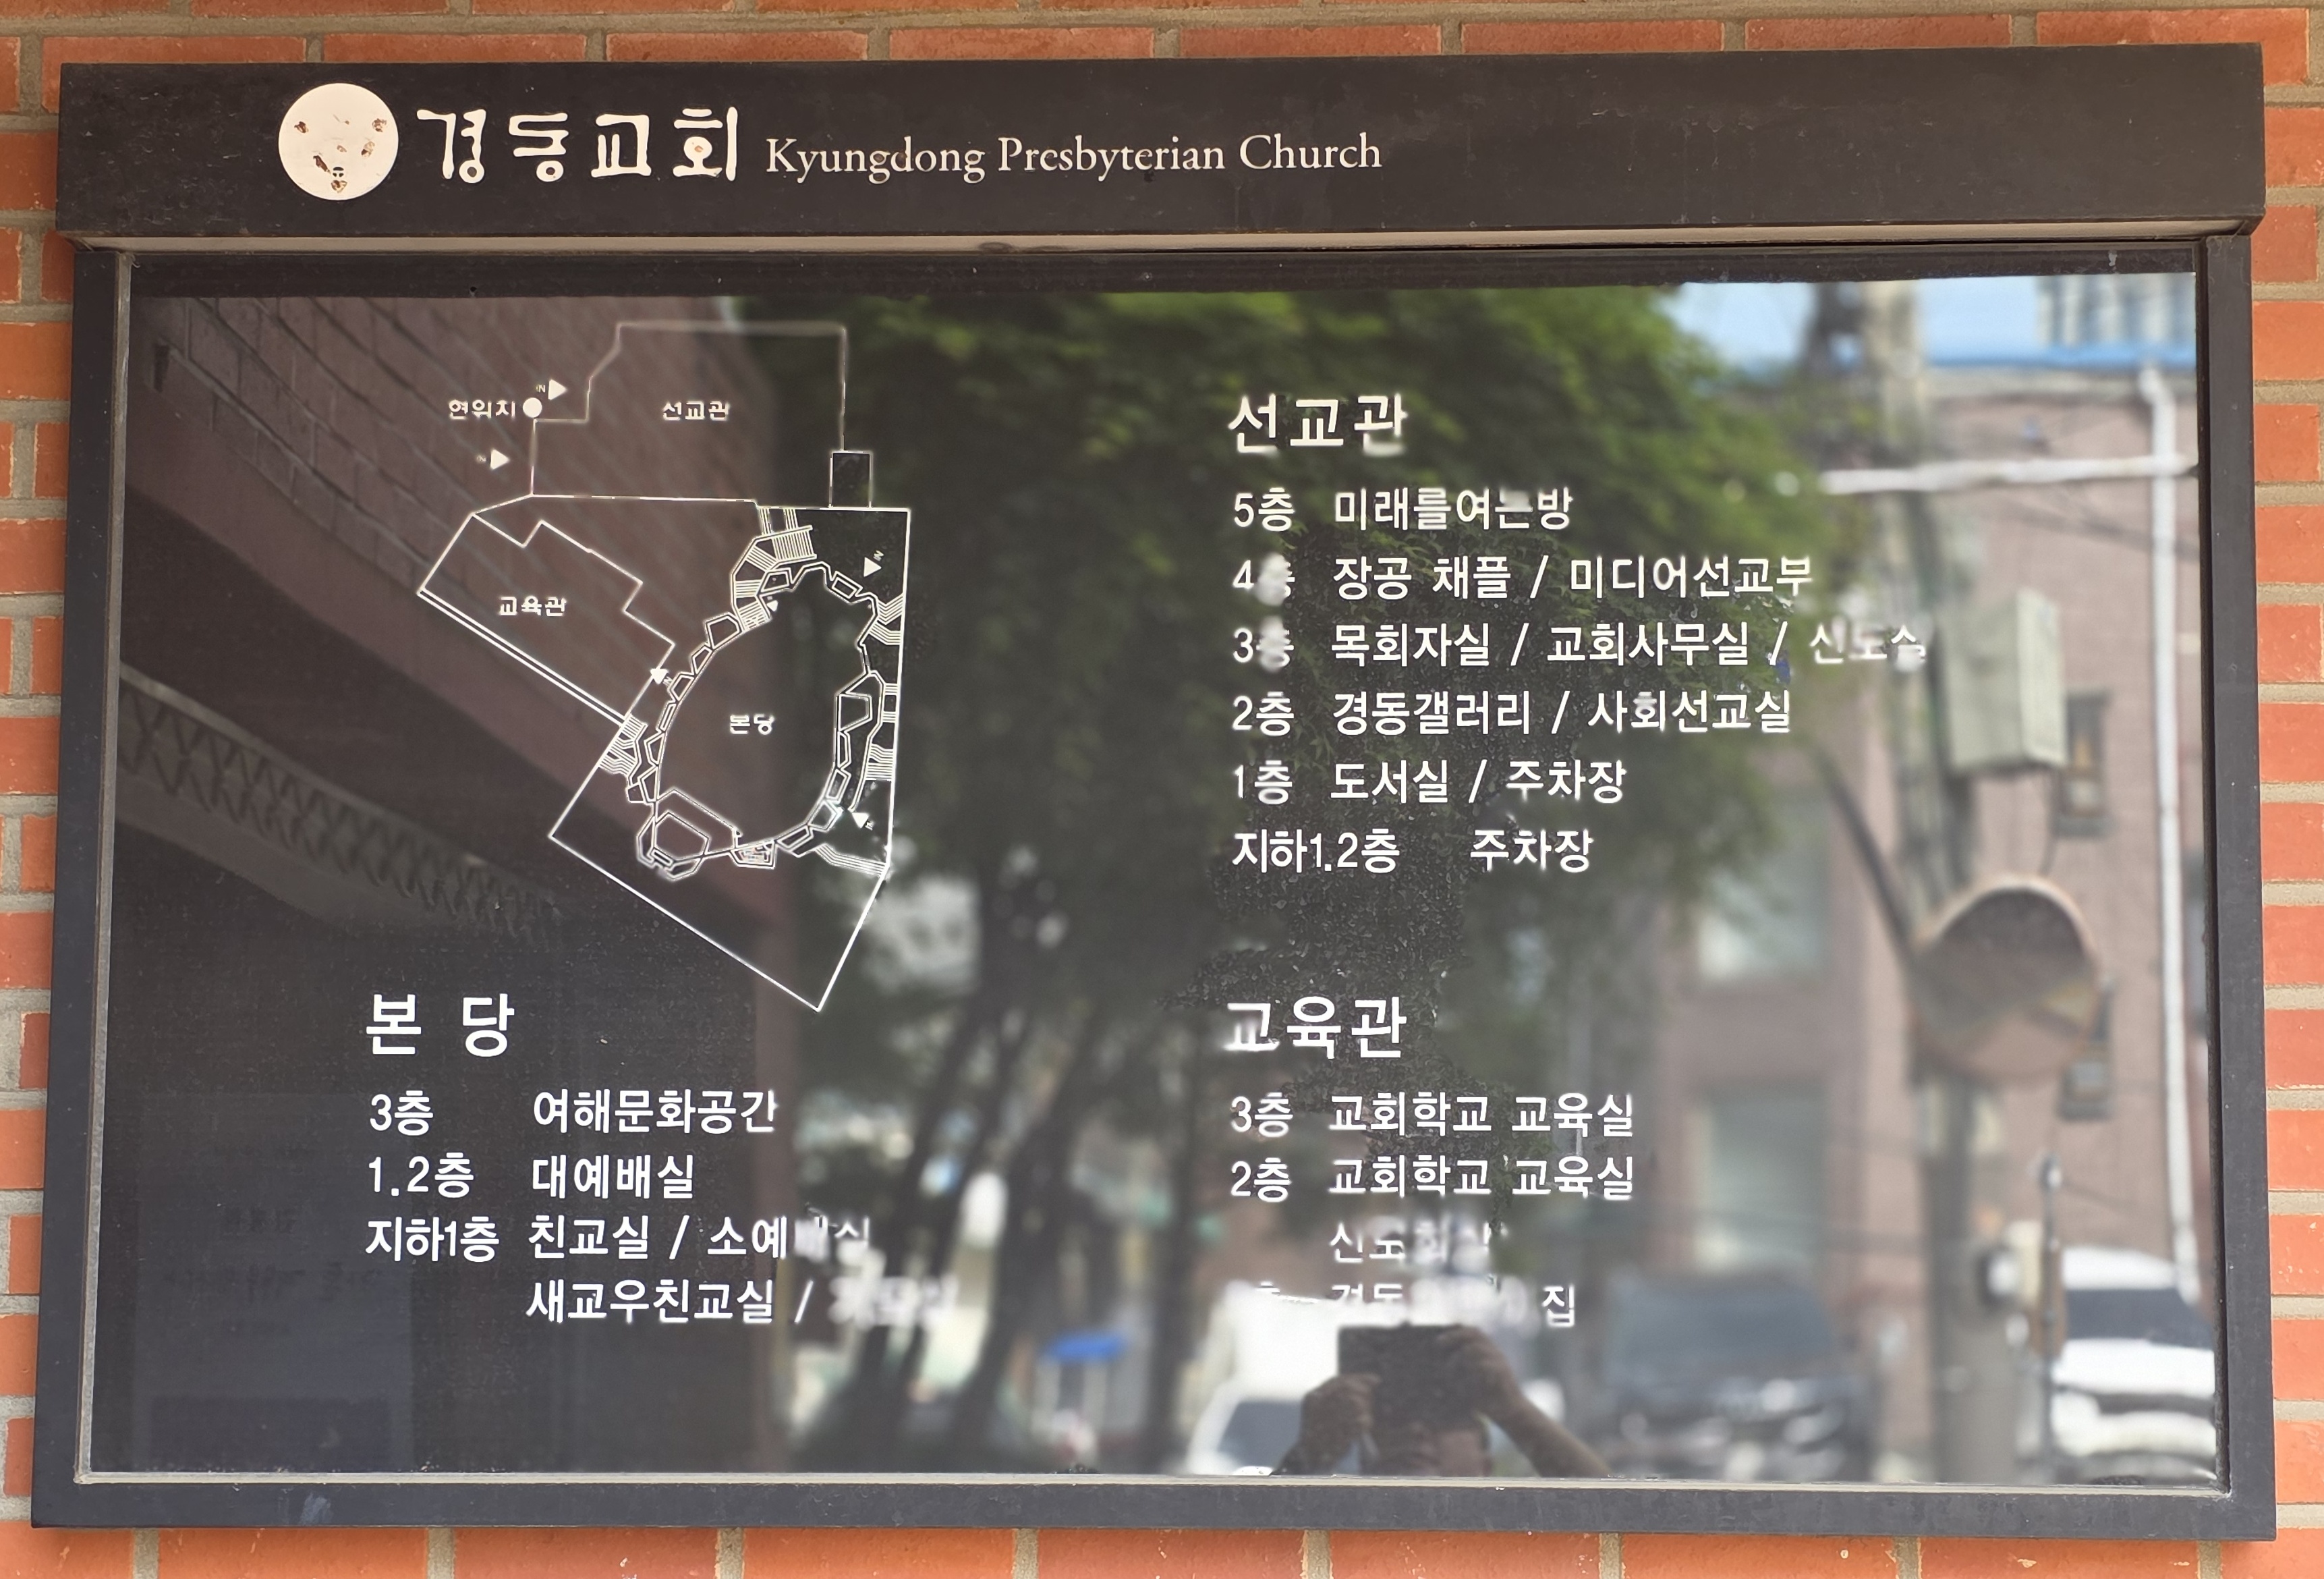 경동교회 Kyungdong Presbyterian Church
현위치
선교관
교육관
본당
선교관
5층 미래를여는방
4층 장공 채플 / 미디어선교부
3층 목회자실 / 교회사무실 / 신도실
2층 경동갤러리 / 사회선교실
1층 도서실 / 주차장
지하1.2층 주차장
본 당
3층 여해문화공간
1.2층 대예배실
지하1층 친교실 / 소예배실
새교우친교실 /
교육관
3층 교회학교 교육실
2층 교회학교 교육실